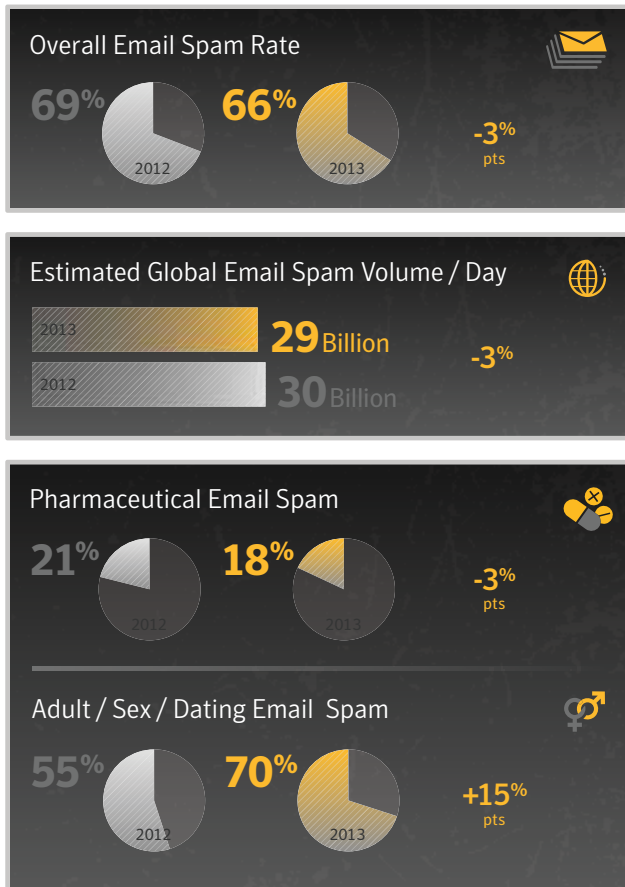 Overall Email Spam Rate
69% 2012 66% 2013 -3%
pts
Estimated Global Email Spam Volume / Day
2013 29 Billion
-3%
2012 30 Billion
Pharmaceutical Email Spam
21% 2012 18% 2013 -3%
pts
Adult / Sex / Dating Email Spam
55% 2012 70% 2013 +15%
pts